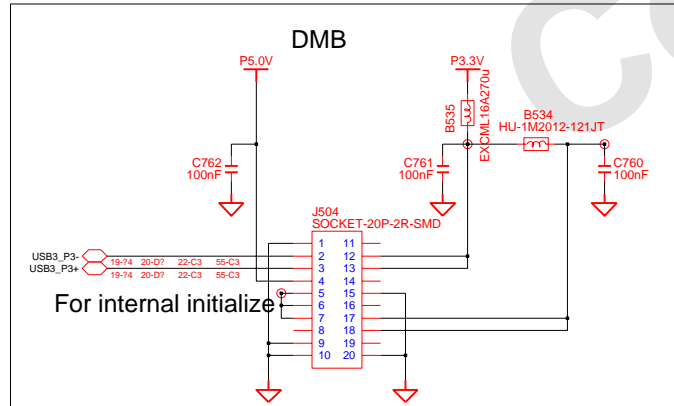 DMB
P5.0V
P3.3V
B535
EXCML16A270u
B534
HU-1M2012-121JT
C762
100nF
C761
100nF
C760
100nF
J504
SOCKET-20P-2R-SMD
1 11
USB3_P3- 19-?4 20-D? 22-C3 55-C3 2 12
USB3_P3+ 19-?4 20-D? 22-C3 55-C3 3 13
4 14
For internal initialize 5 15
6 16
7 17
8 18
9 19
10 20